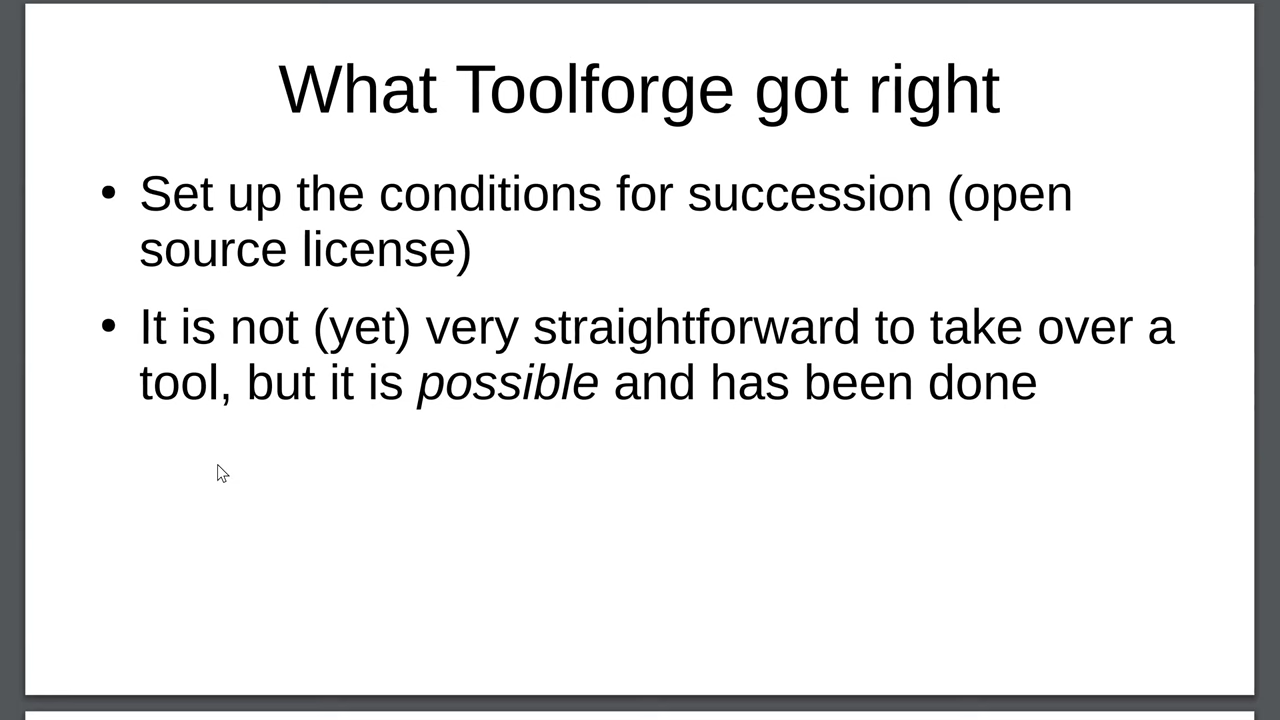 What Toolforge got right
• Set up the conditions for succession (open
source license)
• It is not (yet) very straightforward to take over a
tool, but it is possible and has been done